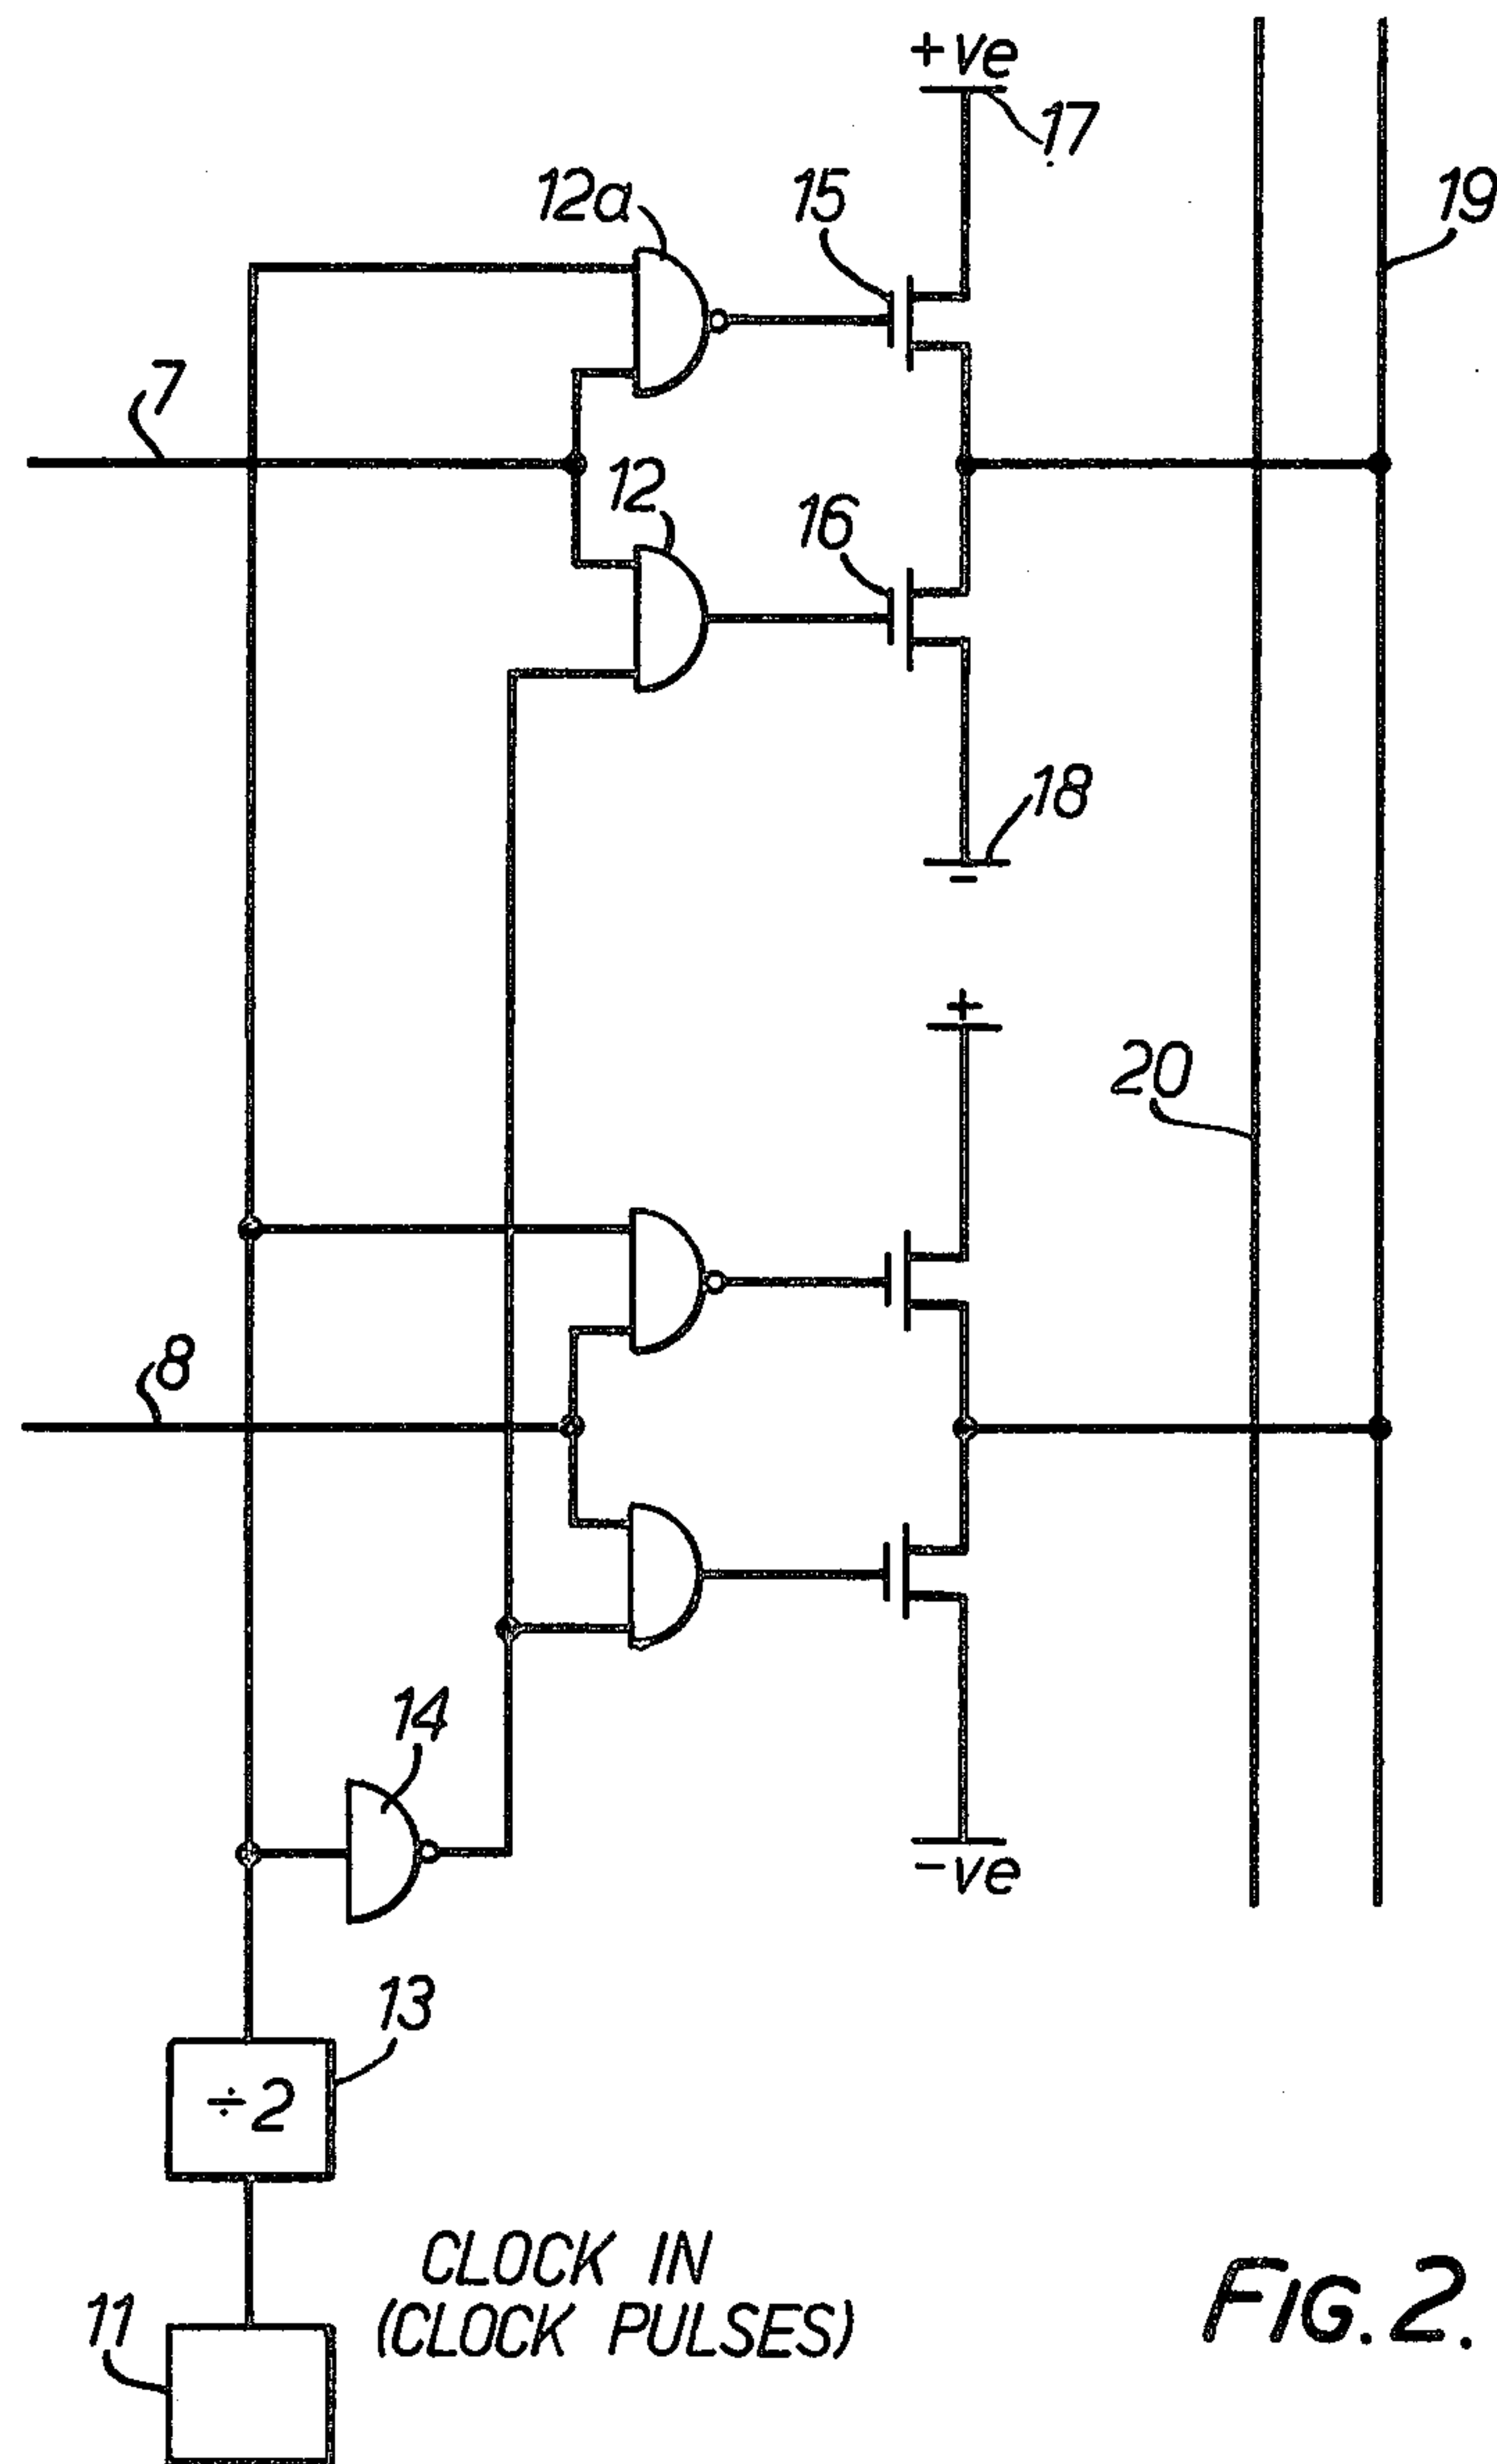 +ve
17
12a
15
19
7
12
16
18
-
+
20
8
14
-ve
13
÷2
CLOCK IN
(CLOCK PULSES)
11
FIG. 2.